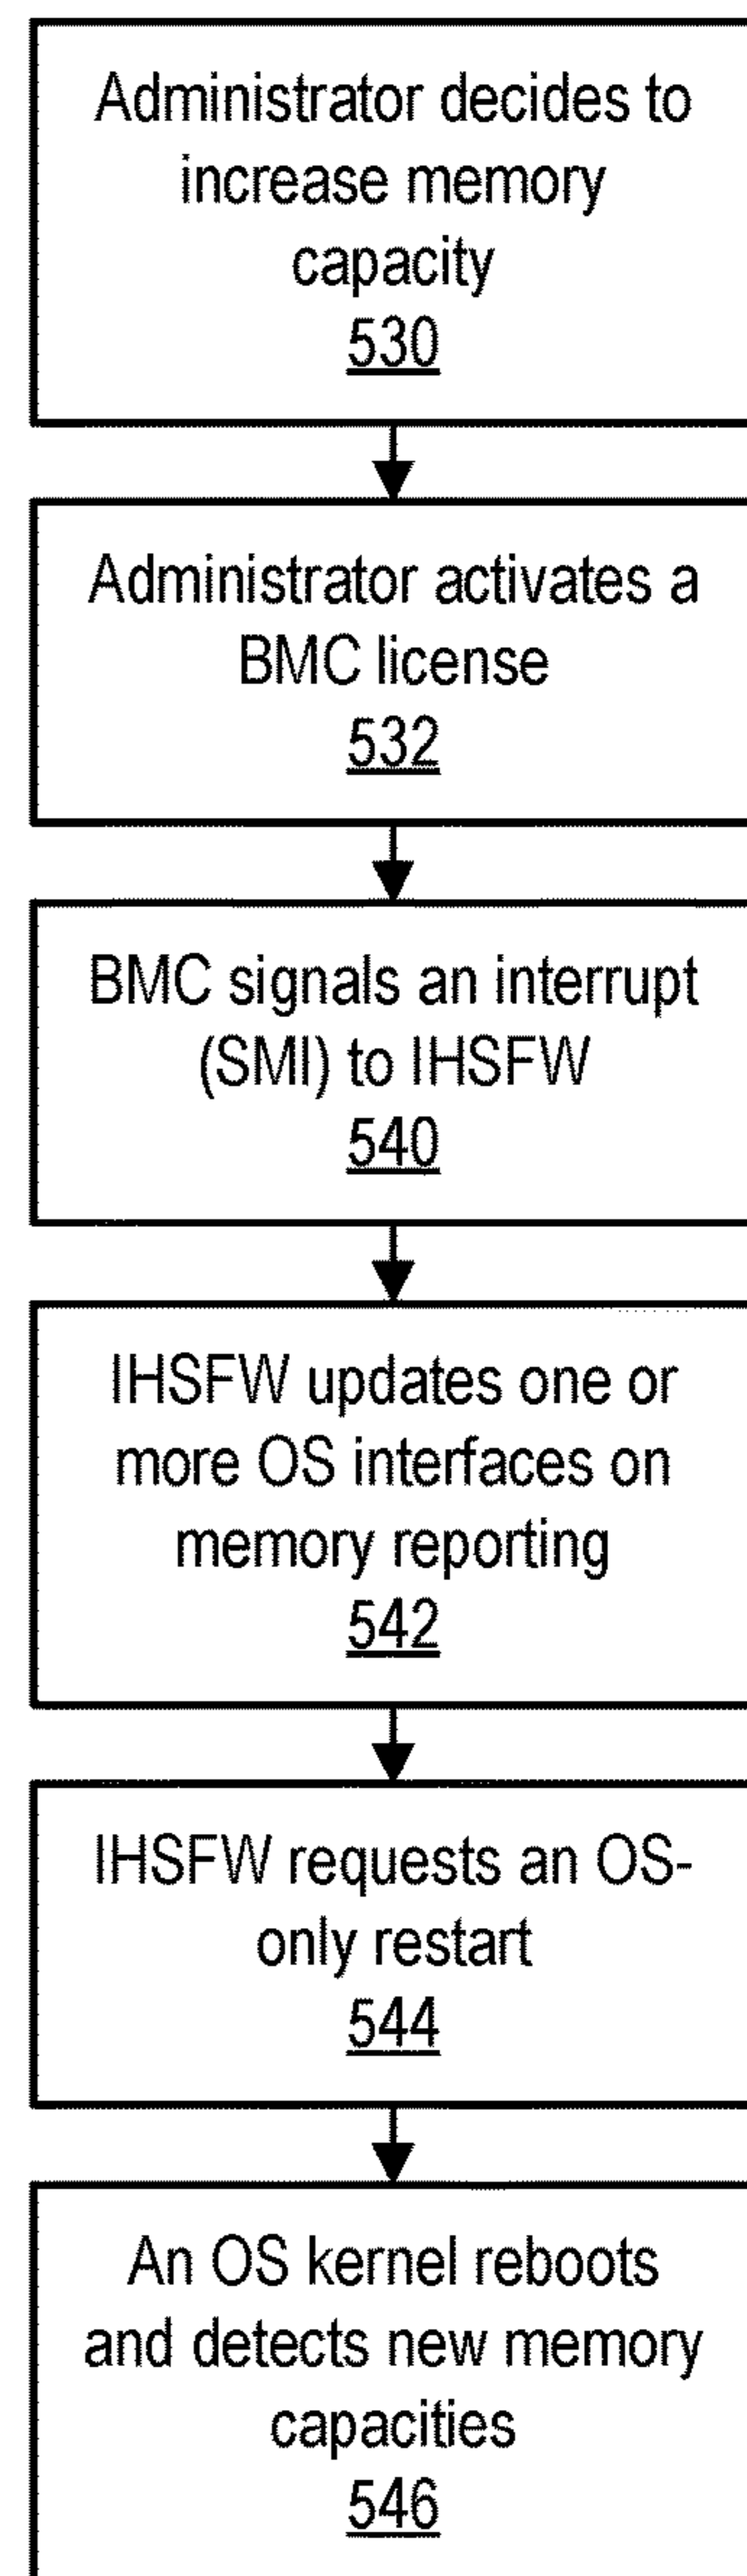 Administrator decides to
increase memory
capacity
530
Administrator activates a
BMC license
532
BMC signals an interrupt
(SMI) to IHSFW
540
IHSFW updates one or
more OS interfaces on
memory reporting
542
IHSFW requests an OS-
only restart
544
An OS kernel reboots
and detects new memory
capacities
546